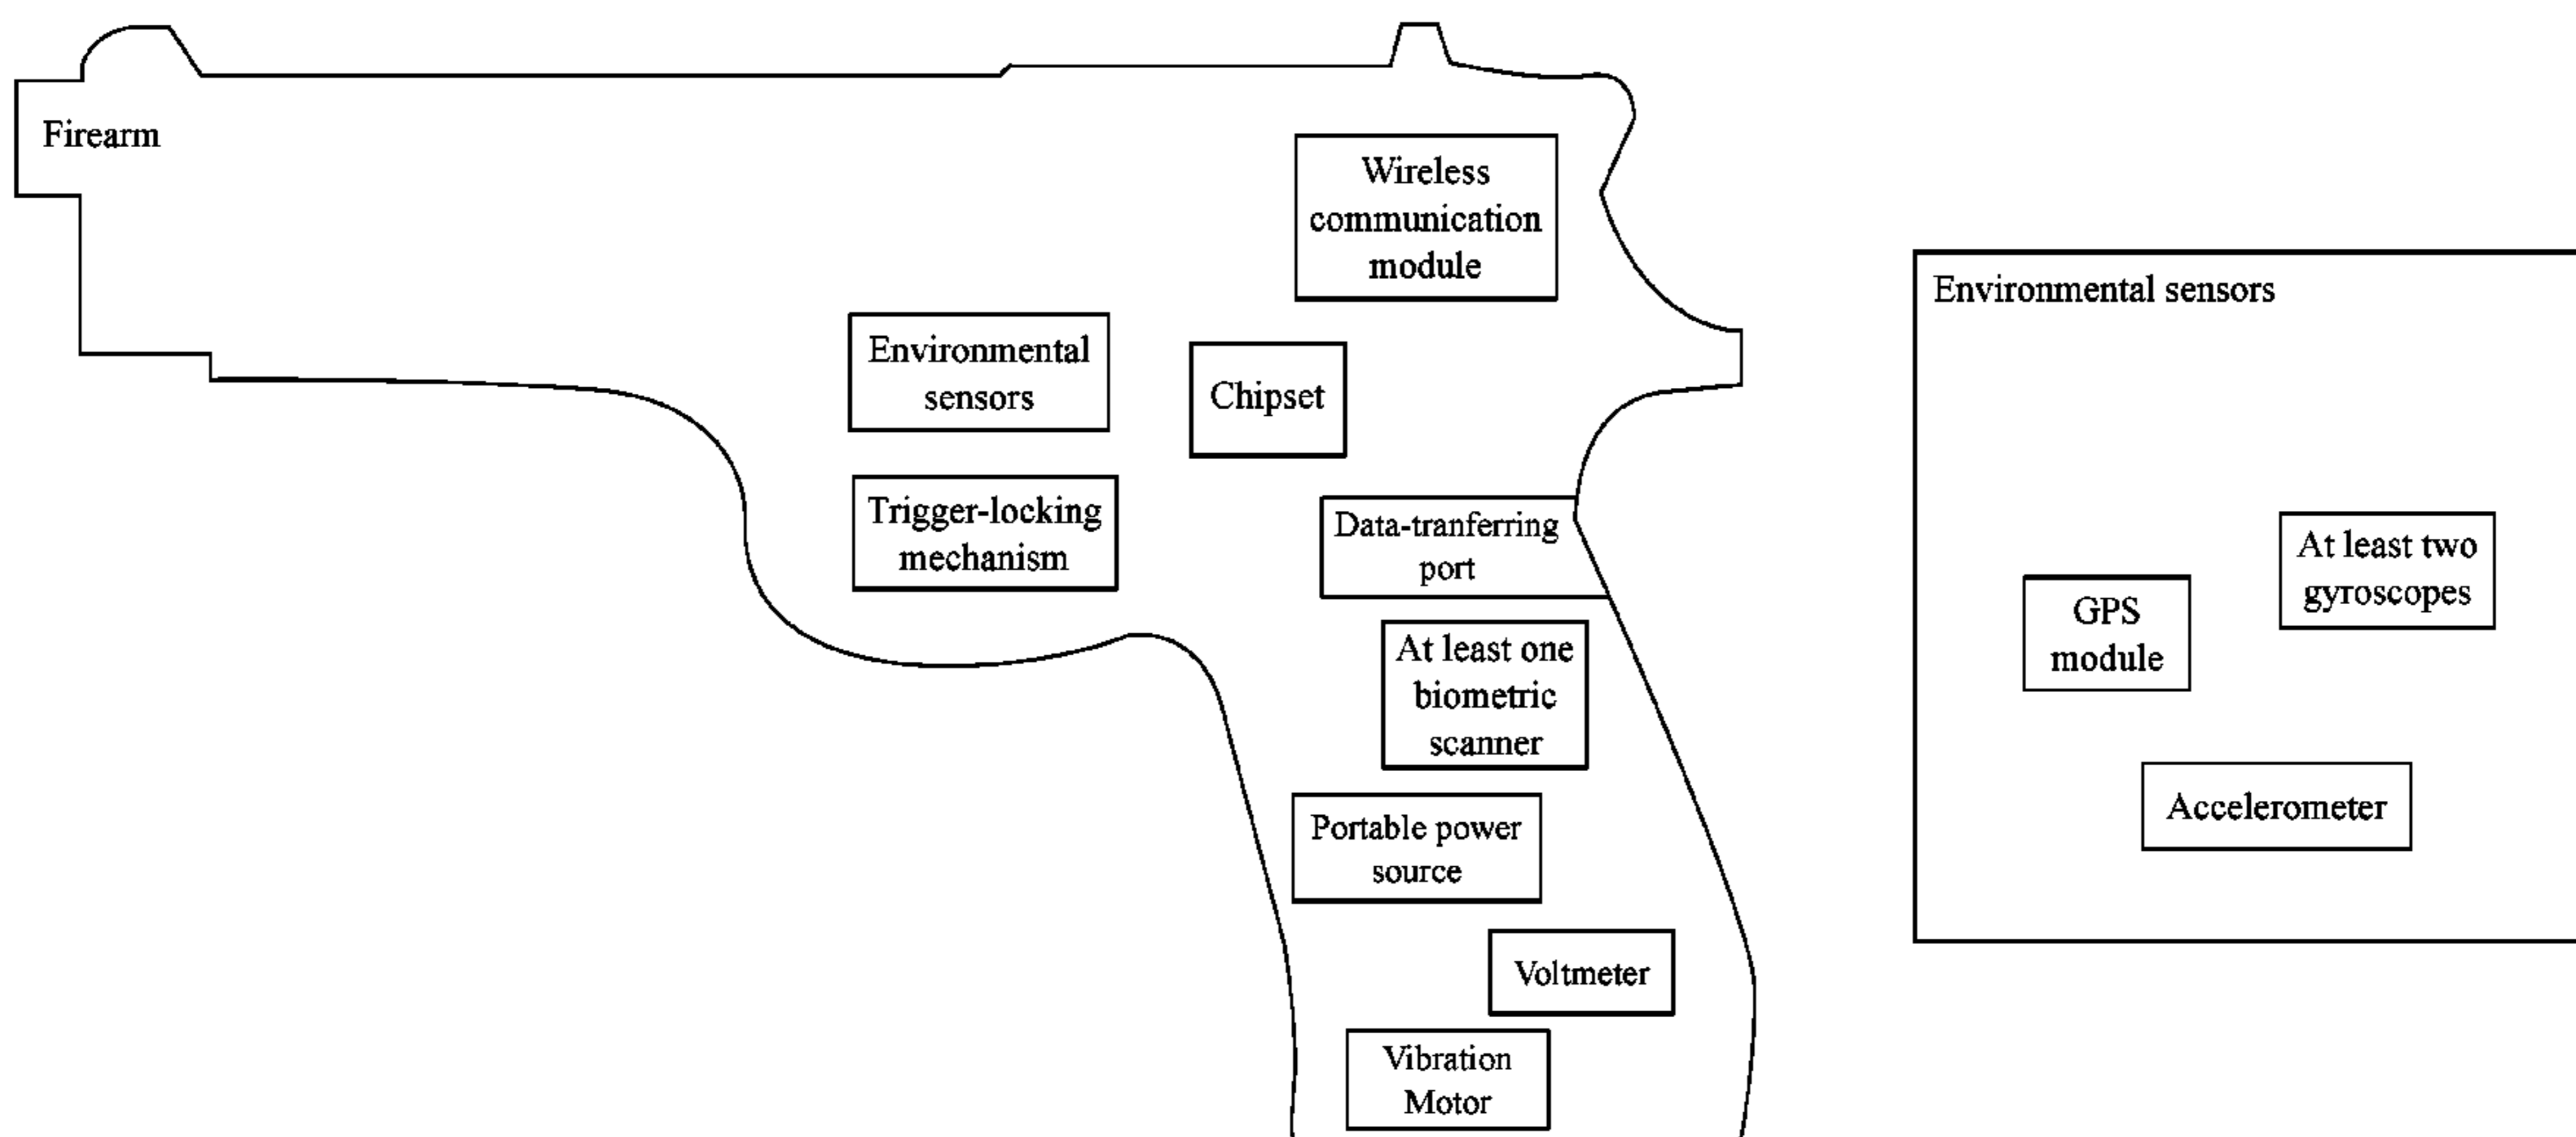 Firearm
Wireless
communication
module
Environmental
sensors
Chipset
Trigger-locking
mechanism
Data-tranferring
port
At least one
biometric
scanner
Portable power
source
Voltmeter
Vibration
Motor
Environmental sensors
At least two
gyroscopes
GPS
module
Accelerometer